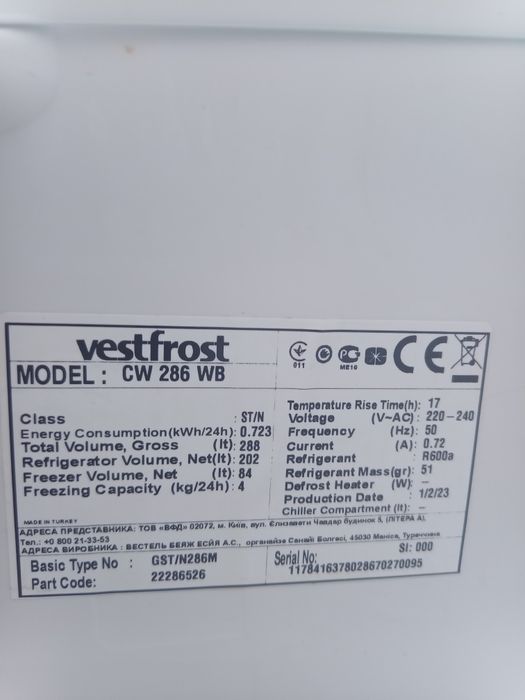 vestfrost
MODEL : CW 286 WB
011
ME10
CE
Class : ST/N
Energy Consumption(kWh/24h): 0.723
Total Volume, Gross (lt): 288
Refrigerator Volume, Net(lt): 202
Freezer Volume, Net (lt): 84
Freezing Capacity (kg/24h): 4
Temperature Rise Time(h): 17
Voltage (V~AC) : 220-240
Frequency (Hz): 50
Current (A): 0.72
Refrigerant : R600a
Refrigerant Mass(gr): 51
Defrost Heater (W): -
Production Date : 1/2/23
Chiller Compartment (lt): -
MADE IN TURKEY
АДРЕСА ПРЕДСТАВНИКА: ТОВ «ВФД» 02072, м. Київ, вул. Єлизавети Чавдар будинок 5, (ЛІТЕРА А),
Тел.: +0 800 21-33-53
АДРЕСА ВИРОБНИКА : ВЕСТЕЛЬ БЕЯЖ ЕСЙЯ А.С., органайзе Санайі Болгесі, 45030 Маніса, Туреччина
SI: 000
Basic Type No : GST/N286M
Part Code: 22286526
Serial No:
1178416378028670270095